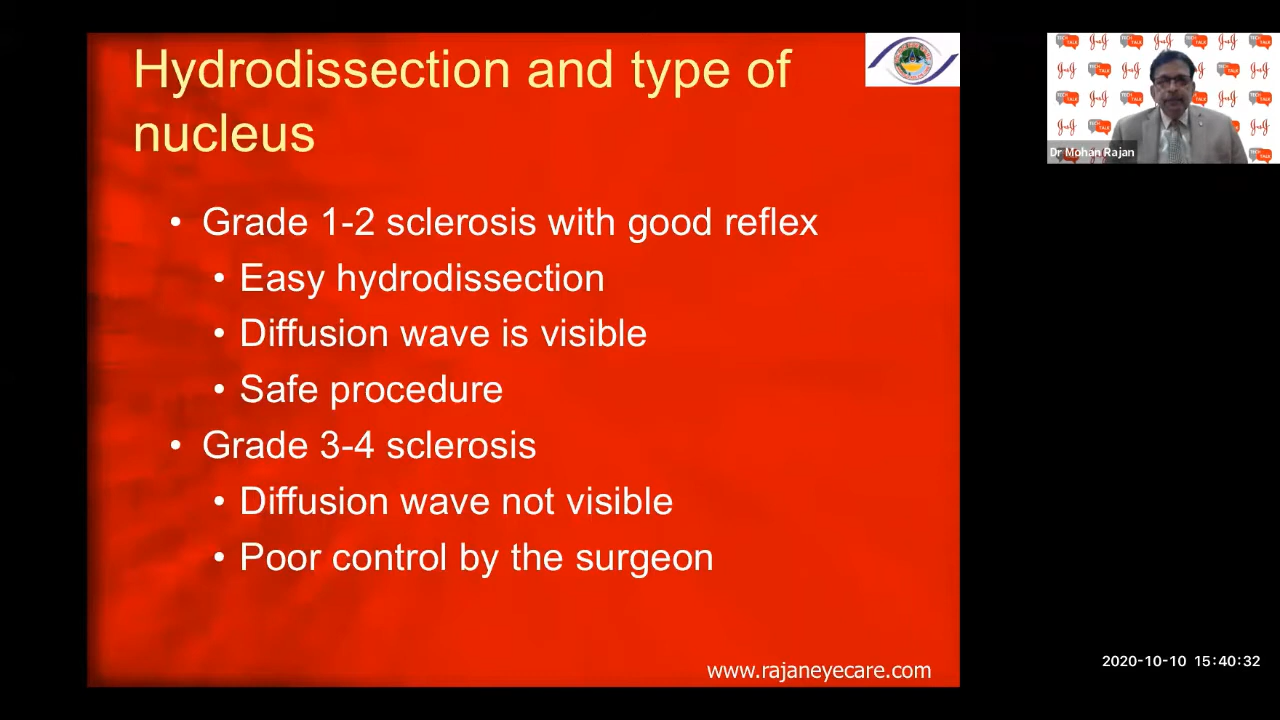 Hydrodissection and type of
nucleus
• Grade 1-2 sclerosis with good reflex
• Easy hydrodissection
• Diffusion wave is visible
• Safe procedure
• Grade 3-4 sclerosis
• Diffusion wave not visible
• Poor control by the surgeon
www.rajaneyecare.com
Dr Mohan Rajan
2020-10-10 15:40:32